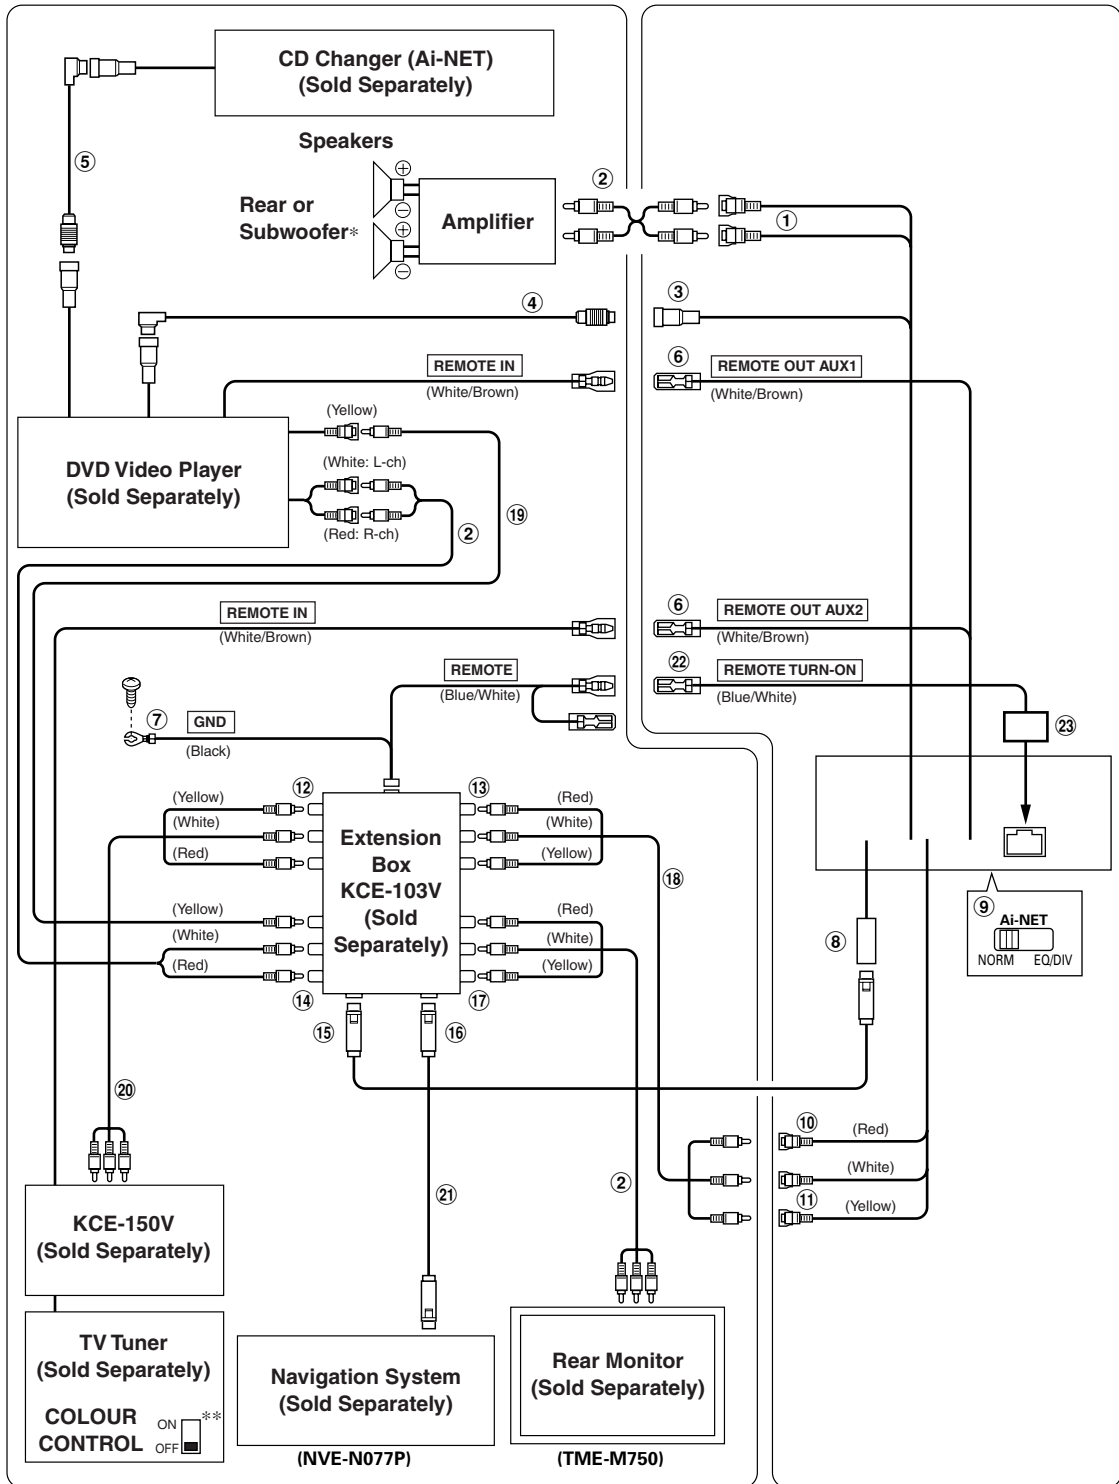 CD Changer (Ai-NET)
(Sold Separately)
Speakers
⑤
②
Rear or
Subwoofer*
Amplifier
⊕
⊖
⊕
⊖
①
④
③
REMOTE IN
(White/Brown)
⑥
REMOTE OUT AUX1
(White/Brown)
DVD Video Player
(Sold Separately)
(Yellow)
(White: L-ch)
(Red: R-ch)
②
⑲
REMOTE IN
(White/Brown)
⑥
REMOTE OUT AUX2
(White/Brown)
REMOTE
(Blue/White)
㉒
REMOTE TURN-ON
(Blue/White)
㉓
⑦
GND
(Black)
⑫
⑬
(Yellow)
(White)
(Red)
(Yellow)
(White)
(Red)
Extension
Box
KCE-103V
(Sold
Separately)
(Red)
(White)
(Yellow)
(Red)
(White)
(Yellow)
⑱
⑧
⑨
Ai-NET
NORM EQ/DIV
⑭
⑰
⑮
⑯
⑳
⑩
(Red)
(White)
⑪
(Yellow)
㉑
②
KCE-150V
(Sold Separately)
TV Tuner
(Sold Separately)
COLOUR
CONTROL
ON
OFF
**
Navigation System
(Sold Separately)
(NVE-N077P)
Rear Monitor
(Sold Separately)
(TME-M750)